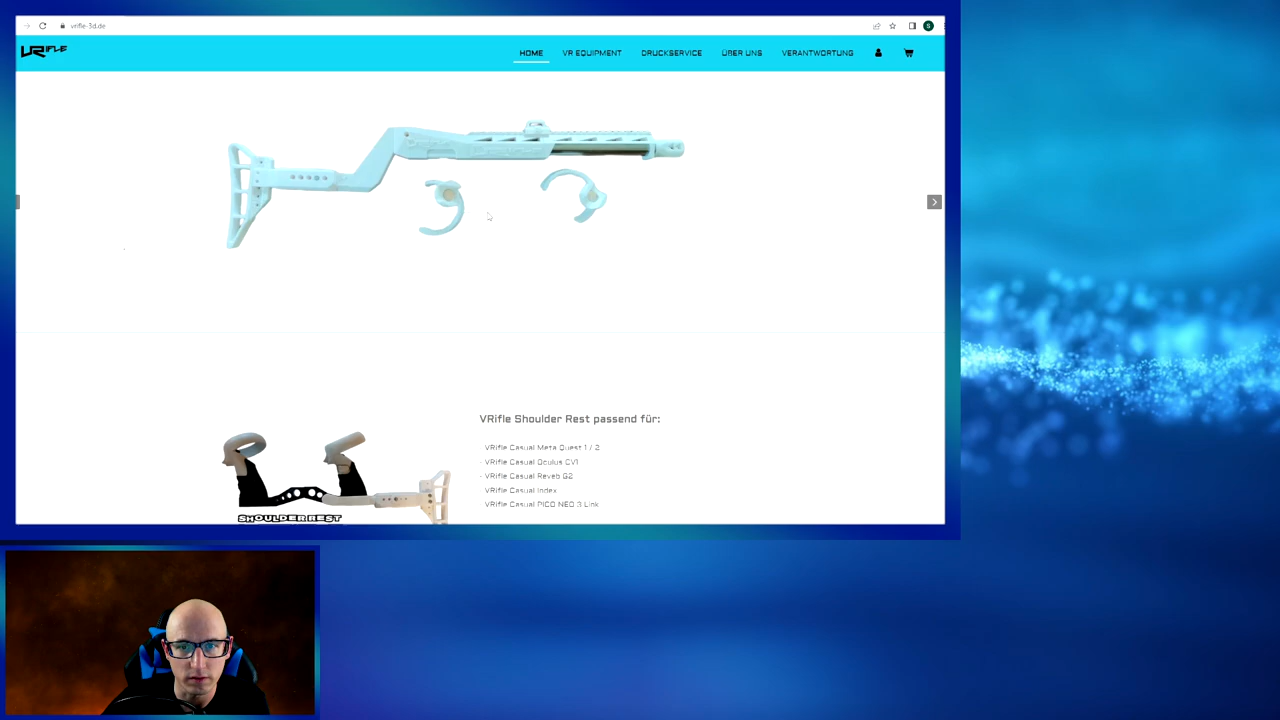 vrifle-3d.de
S
VRIFLE
HOME VR EQUIPMENT DRUCKSERVICE ÜBER UNS VERANTWORTUNG
VRifle Shoulder Rest passend für:
VRifle Casual Meta Quest 1 / 2
- VRifle Casual Oculus CV1
- VRifle Casual Reveb G2
VRifle Casual Index
VRifle Casual PICO NEO 3 Link
SHOULDER REST